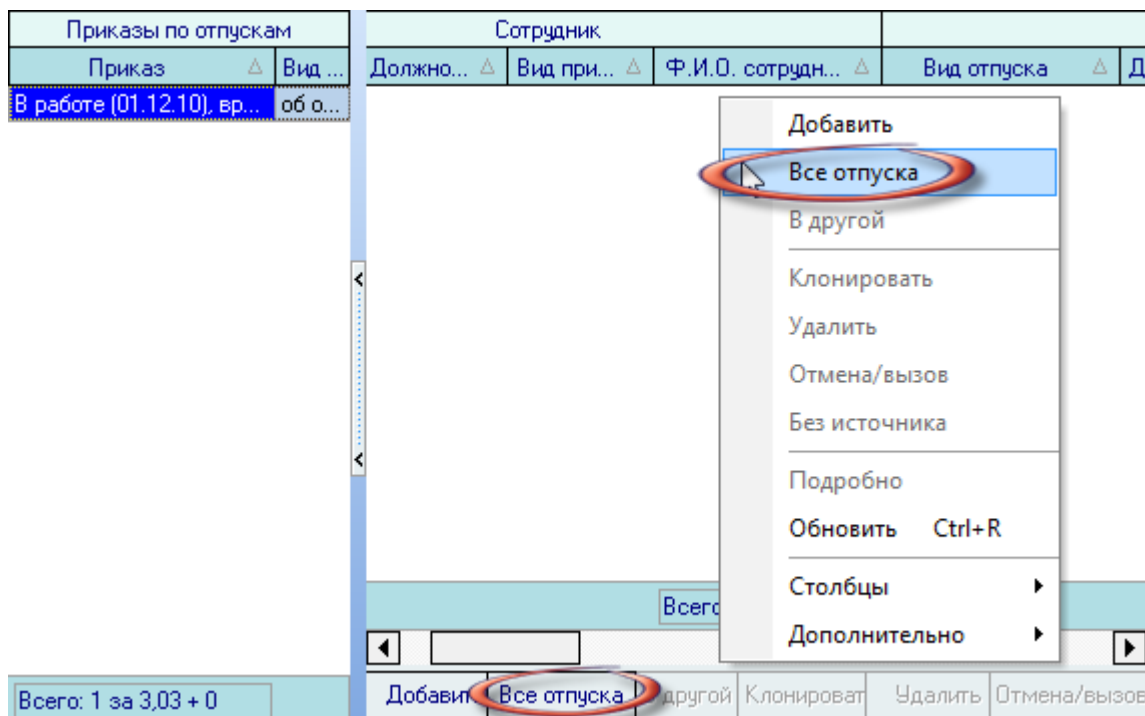 Приказы по отпускам
Приказ Вид ...
В работе (01.12.10), вр... об о...
Всего: 1 за 3,03 + 0
Сотрудник
Должно... Вид при... Ф.И.О. сотрудн... Вид отпуска Д
Добавить
Все отпуска
В другой
Клонировать
Удалить
Отмена/вызов
Без источника
Подробно
Обновить Ctrl+R
Столбцы
Дополнительно
Всего
Добавит Все отпуска другой Клонироват Удалить Отмена/вызов